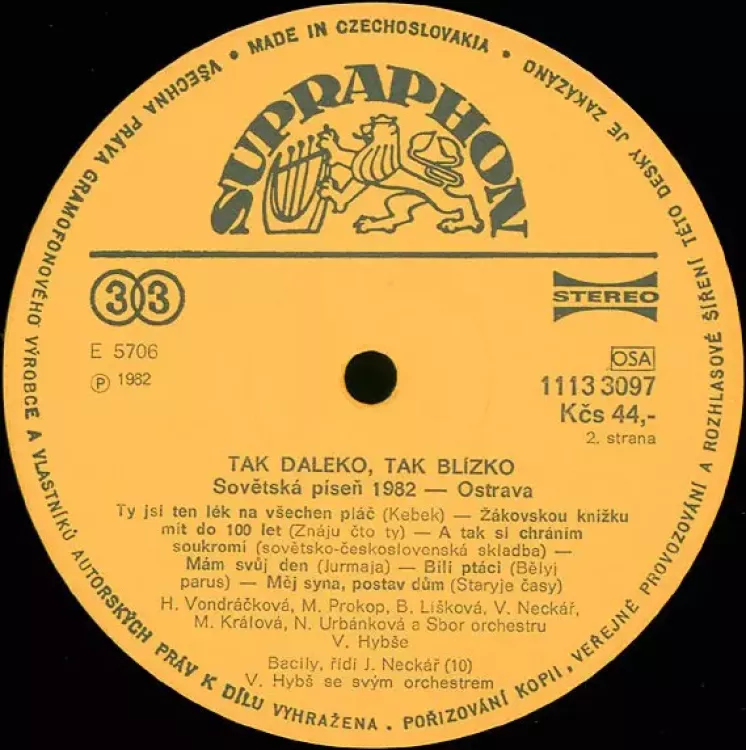 VŠECHNA PRÁVA GRAMOFONOVÉHO VÝROBCE A VLASTNÍKŮ AUTORSKÝCH PRÁV K DÍLU VYHRAŽENA. POŘIZOVÁNÍ KOPIÍ, VEŘEJNÉ PROVOZOVÁNÍ A ROZHLASOVÉ ŠÍŘENÍ TÉTO DESKY JE ZAKÁZÁNO • MADE IN CZECHOSLOVAKIA •
SUPRAPHON
33
STEREO
E 5706
Ⓟ 1982
OSA
1113 3097
Kčs 44,-
2. strana
TAK DALEKO, TAK BLÍZKO
Sovětská píseň 1982 — Ostrava
Ty jsi ten lék na všechen pláč (Kebek) — Žákovskou knížku
mít do 100 let (Znáju čto ty) — A tak si chráním
soukromí (sovětsko-československá skladba) —
Mám svůj den (Jurmaja) — Bílí ptáci (Bělyj
parus) — Měj syna, postav dům (Staryje časy)
H. Vondráčková, M. Prokop, B. Lišková, V. Neckář,
M. Králová, N. Urbánková a Sbor orchestru
V. Hybše
Bacily, řídí J. Neckář (10)
V. Hybš se svým orchestrem